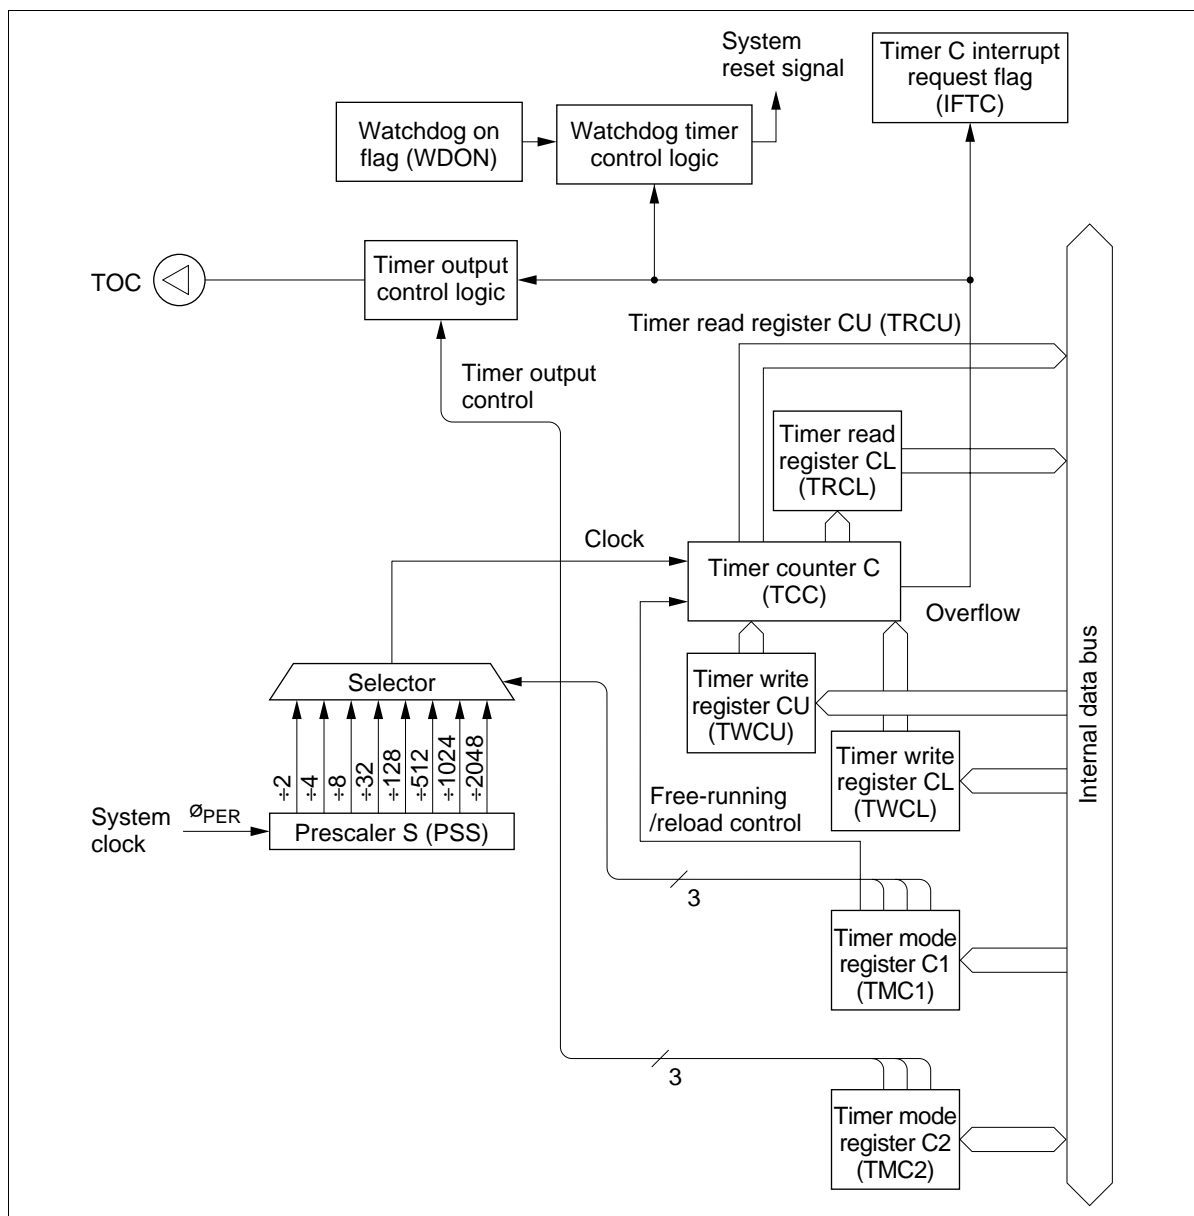 System
reset signal
Timer C interrupt
request flag
(IFTC)
Watchdog on
flag (WDON)
Watchdog timer
control logic
TOC
Timer output
control logic
Timer read register CU (TRCU)
Timer output
control
Timer read
register CL
(TRCL)
Clock
Timer counter C
(TCC)
Overflow
Internal data bus
Selector
Timer write
register CU
(TWCU)
Timer write
register CL
(TWCL)
÷2
÷4
÷8
÷32
÷128
÷512
÷1024
÷2048
System
clock
øPER
Prescaler S (PSS)
Free-running
/reload control
3
Timer mode
register C1
(TMC1)
3
Timer mode
register C2
(TMC2)